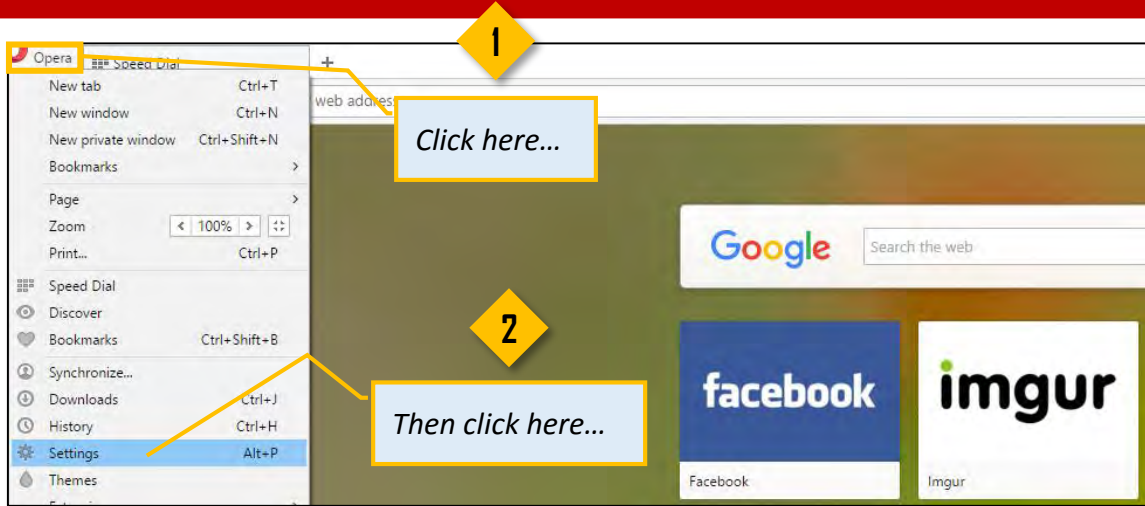 1
Opera
Speed Dial
+
New tab Ctrl+T
web address
New window Ctrl+N
New private window Ctrl+Shift+N
Click here...
Bookmarks >
Page >
Zoom < 100% >
Google Search the web
Print... Ctrl+P
Speed Dial
Discover
2
Bookmarks Ctrl+Shift+B
Synchronize...
facebook
imgur
Downloads Ctrl+J
Then click here...
History Ctrl+H
Settings Alt+P
Themes
Facebook
Imgur